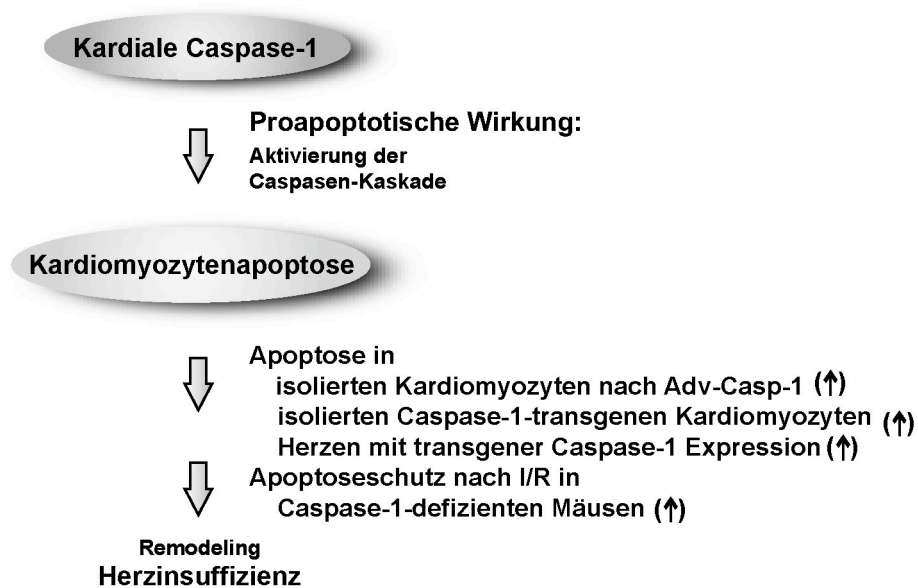 Kardiale Caspase-1
Proapoptotische Wirkung:
Aktivierung der
Caspasen-Kaskade
Kardiomyozytenapoptose
Apoptose in
isolierten Kardiomyozyten nach Adv-Casp-1 (↑)
isolierten Caspase-1-transgenen Kardiomyozyten (↑)
Herzen mit transgener Caspase-1 Expression (↑)
Apoptoseschutz nach I/R in
Caspase-1-defizienten Mäusen (↑)
Remodeling
Herzinsuffizienz